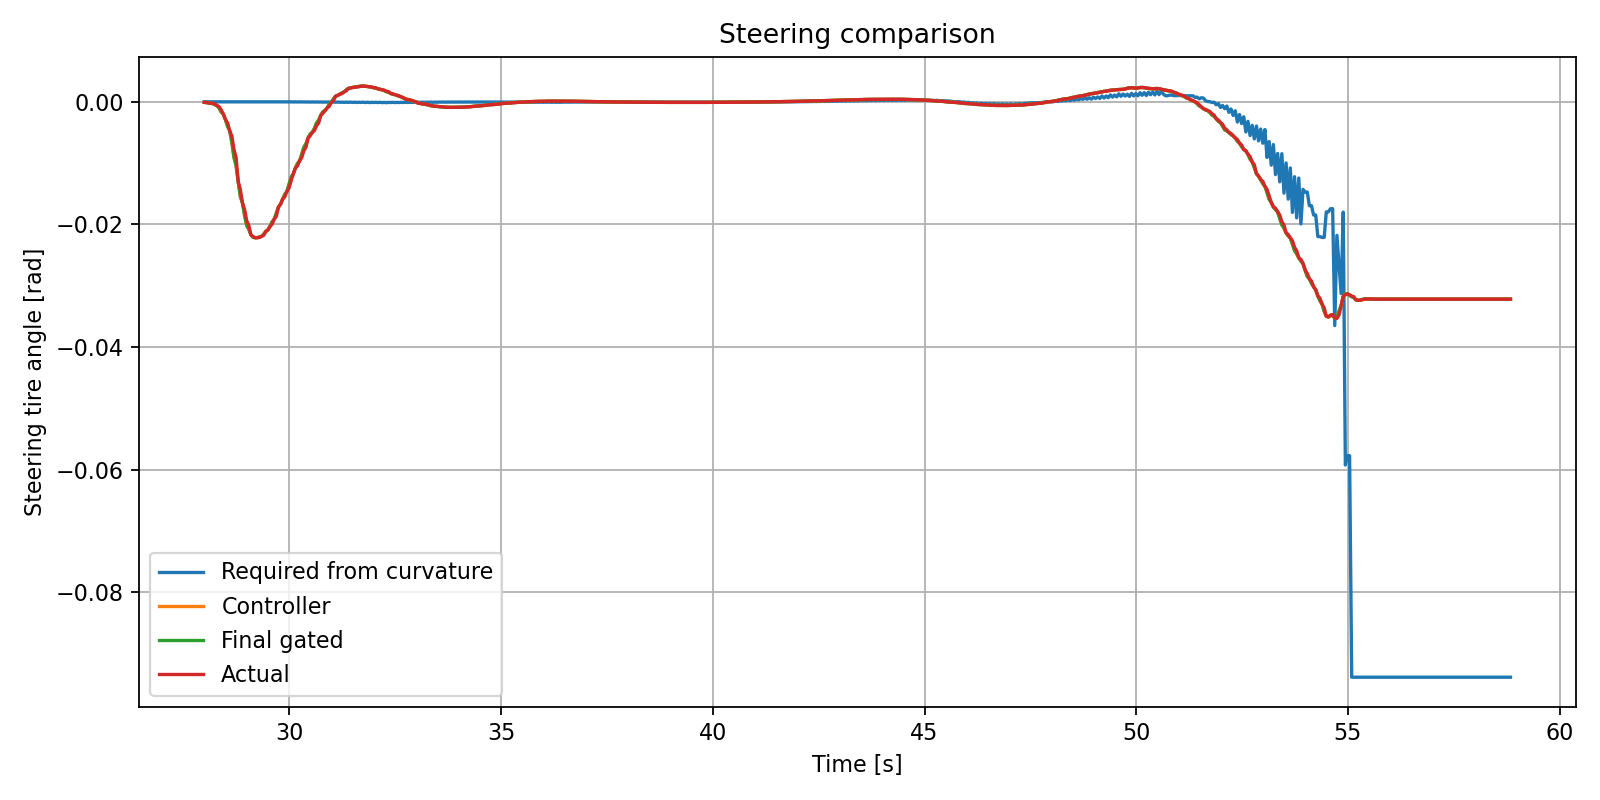 Steering comparison
Steering tire angle [rad]
0.00
−0.02
−0.04
−0.06
−0.08
Required from curvature
Controller
Final gated
Actual
30
35
40
45
50
55
60
Time [s]